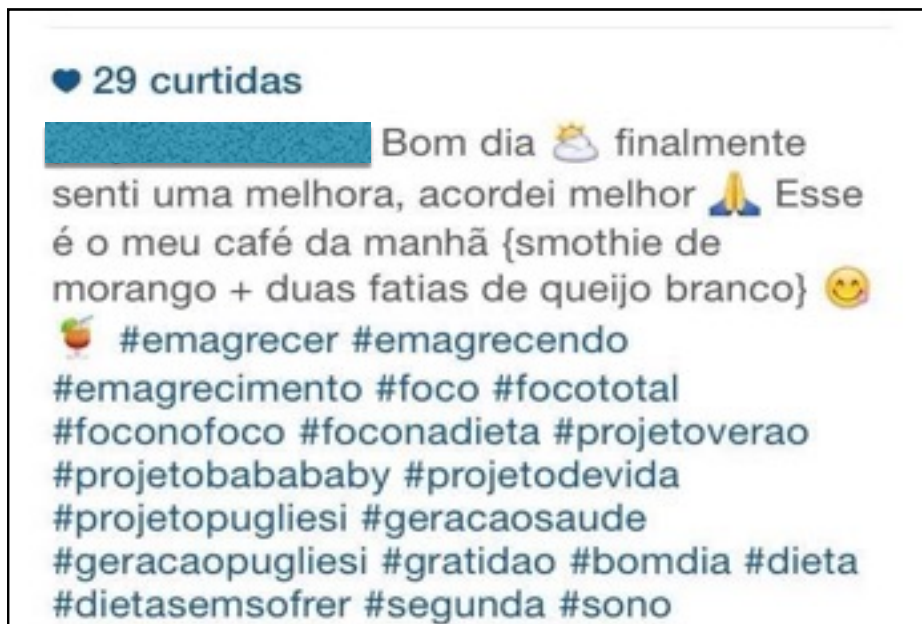 29 curtidas
Bom dia ⛅ finalmente
senti uma melhora, acordei melhor 🙏 Esse
é o meu café da manhã {smothie de
morango + duas fatias de queijo branco} 😋
🍹 #emagrecer #emagrecendo
#emagrecimento #foco #focototal
#foconofoco #foconadieta #projetoverao
#projetobabababy #projetodevida
#projetopugliesi #geracaosaude
#geracaopugliesi #gratidao #bomdia #dieta
#dietasemsofrer #segunda #sono